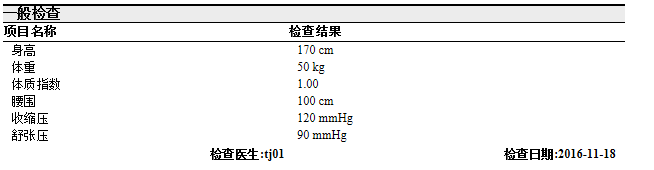 一般检查
项目名称 检查结果
身高 170 cm
体重 50 kg
体质指数 1.00
腰围 100 cm
收缩压 120 mmHg
舒张压 90 mmHg
检查医生:tj01 检查日期:2016-11-18